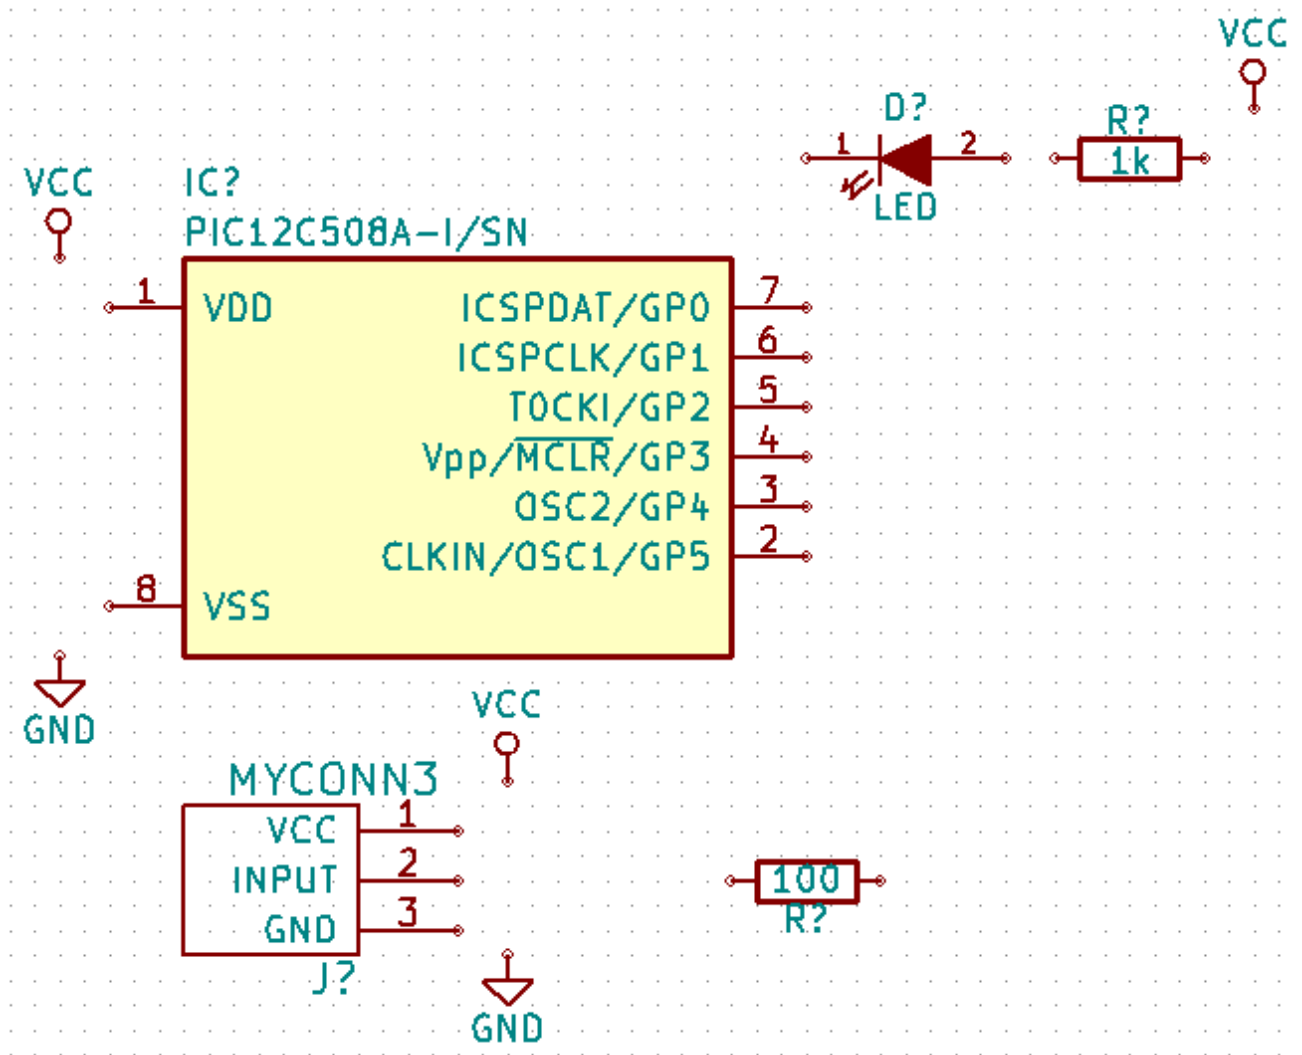 VCC
D?
R?
1
2
1k
LED
VCC
IC?
PIC12C508A-I/SN
1
VDD
ICSPDAT/GP0
7
ICSPCLK/GP1
6
T0CKI/GP2
5
Vpp/MCLR/GP3
4
OSC2/GP4
3
CLKIN/OSC1/GP5
2
8
VSS
GND
VCC
MYCONN3
VCC
1
INPUT
2
GND
3
J?
100
R?
GND